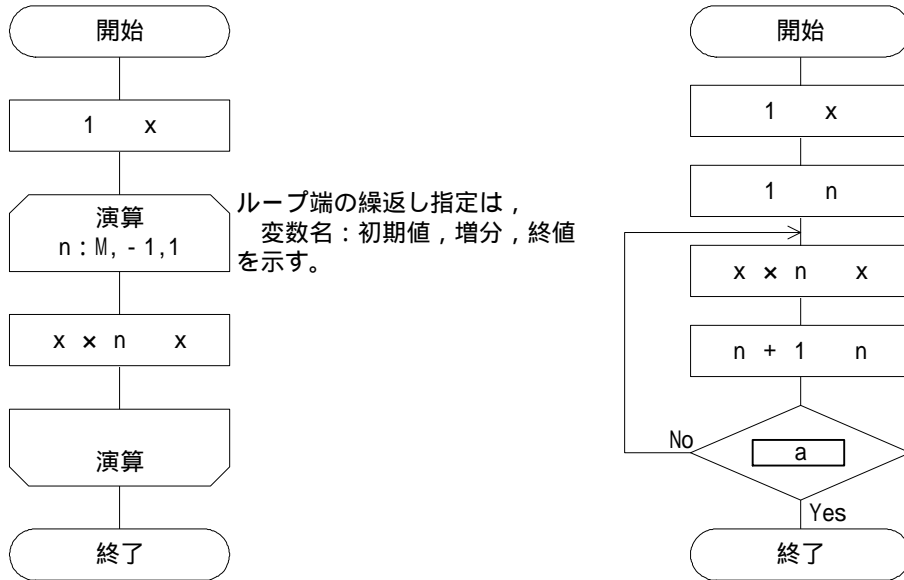 開始
1 x
演算
n:M,-1,1
x × n x
演算
終了
ループ端の繰返し指定は,
変数名:初期値,増分,終値
を示す。
開始
1 x
1 n
x × n x
n + 1 n
a
No
Yes
終了